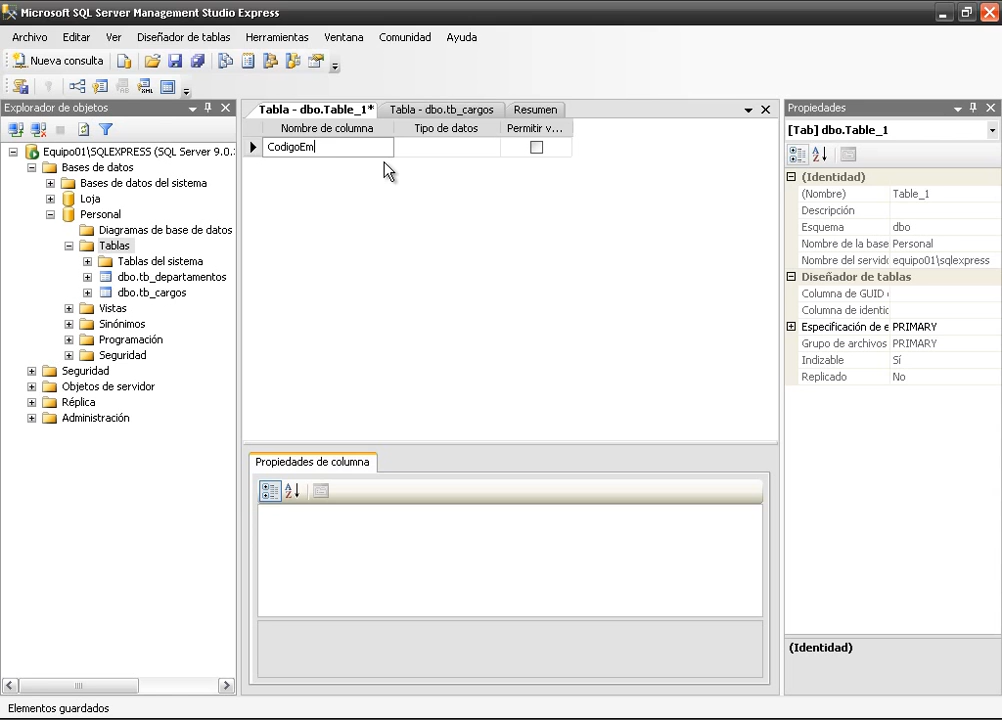 Microsoft SQL Server Management Studio Express
Archivo Editar Ver Diseñador de tablas Herramientas Ventana Comunidad Ayuda
Nueva consulta
Explorador de objetos
Equipo01\SQLEXPRESS (SQL Server 9.0.
Bases de datos
Bases de datos del sistema
Loja
Personal
Diagramas de base de datos
Tablas
Tablas del sistema
dbo.tb_departamentos
dbo.tb_cargos
Vistas
Sinónimos
Programación
Seguridad
Seguridad
Objetos de servidor
Réplica
Administración
Tabla - dbo.Table_1* Tabla - dbo.tb_cargos Resumen
Nombre de columna Tipo de datos Permitir v...
CodigoEm
Propiedades de columna
Propiedades
[Tab] dbo.Table_1
(Identidad)
(Nombre) Table_1
Descripción
Esquema dbo
Nombre de la base Personal
Nombre del servid equipo01\sqlexpress
Diseñador de tablas
Columna de GUID
Columna de identic
Especificación de e PRIMARY
Grupo de archivos PRIMARY
Indizable Sí
Replicado No
(Identidad)
Elementos guardados